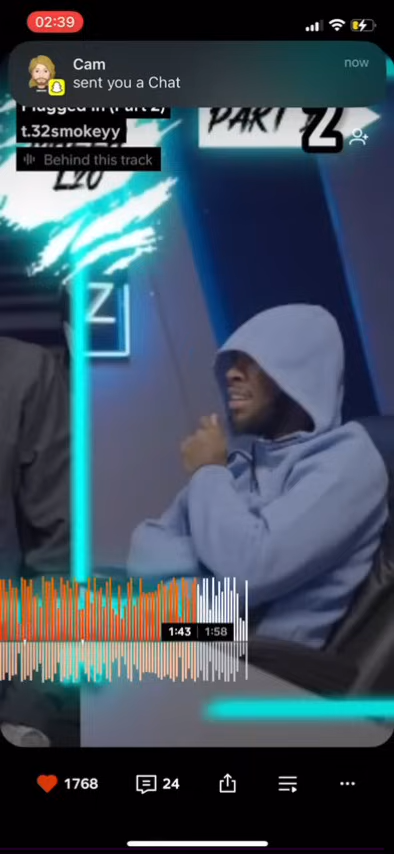 02:39
Cam
now
sent you a Chat
Plugged In (Part 2)
t.32smokeyy
PART 2
Behind this track
L20
Z
1:43 | 1:58
1768
24